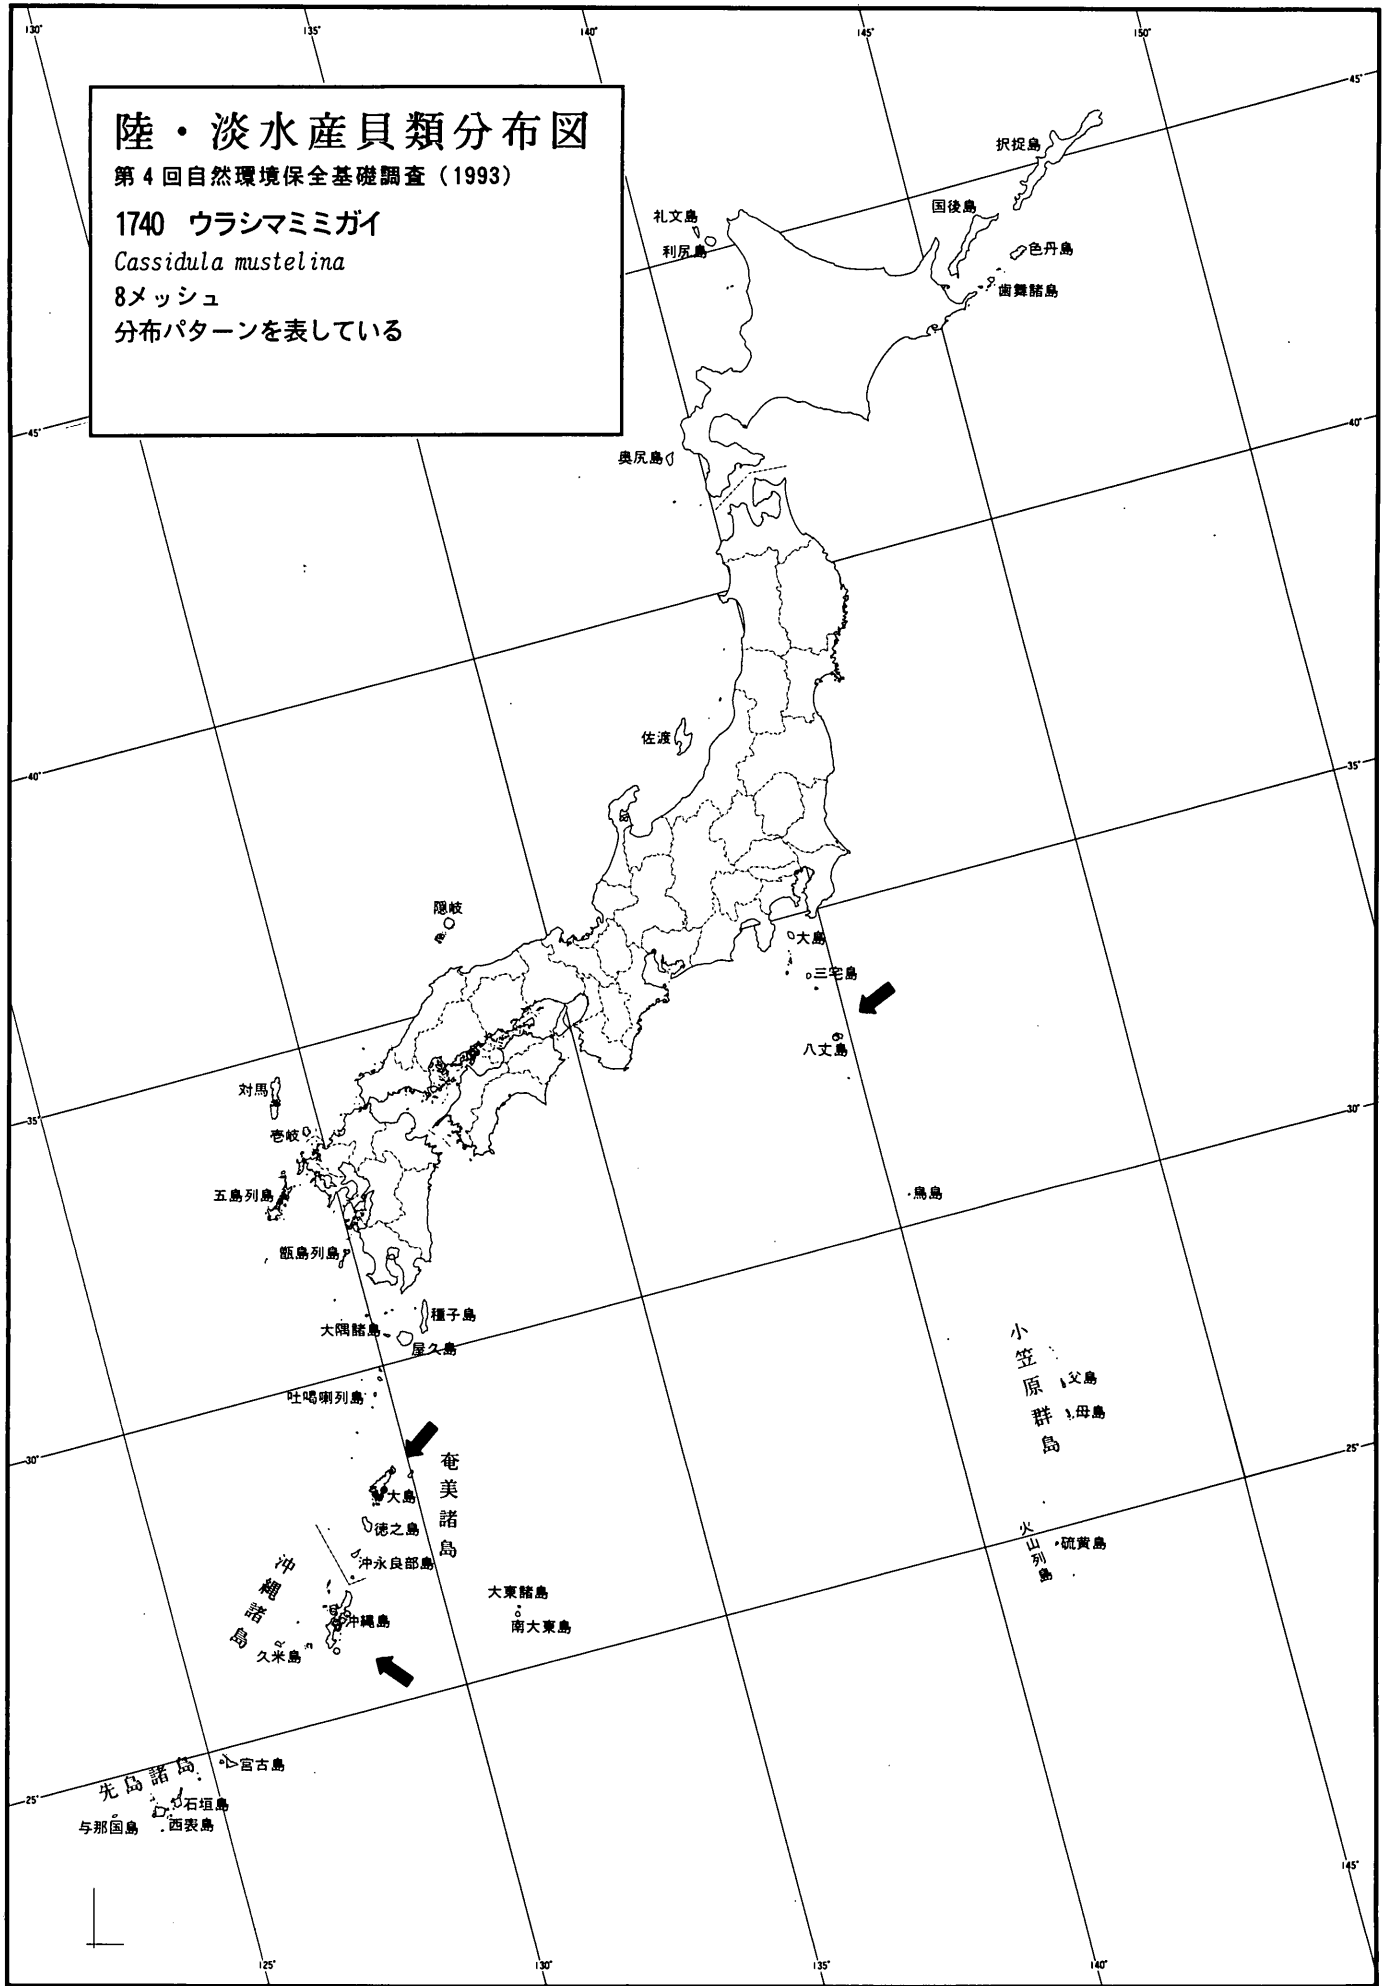 130°
135°
140°
145°
150°
陸・淡水産貝類分布図
第4回自然環境保全基礎調査（1993）
1740 ウラシマミミガイ
Cassidula mustelina
8メッシュ
分布パターンを表している
45°
択捉島
国後島
色丹島
歯舞諸島
礼文島
利尻島
45°
40°
奥尻島
佐渡
40°
35°
隠岐
大島
三宅島
八丈島
対馬
壱岐
35°
30°
五島列島
鳥島
甑島列島
種子島
大隅諸島
屋久島
吐噶喇列島
小笠原群島
父島
母島
30°
25°
奄美諸島
大島
徳之島
沖永良部島
火山列島
硫黄島
沖縄諸島
沖縄島
久米島
大東諸島
南大東島
先島諸島
宮古島
石垣島
西表島
与那国島
25°
145°
125°
130°
135°
140°